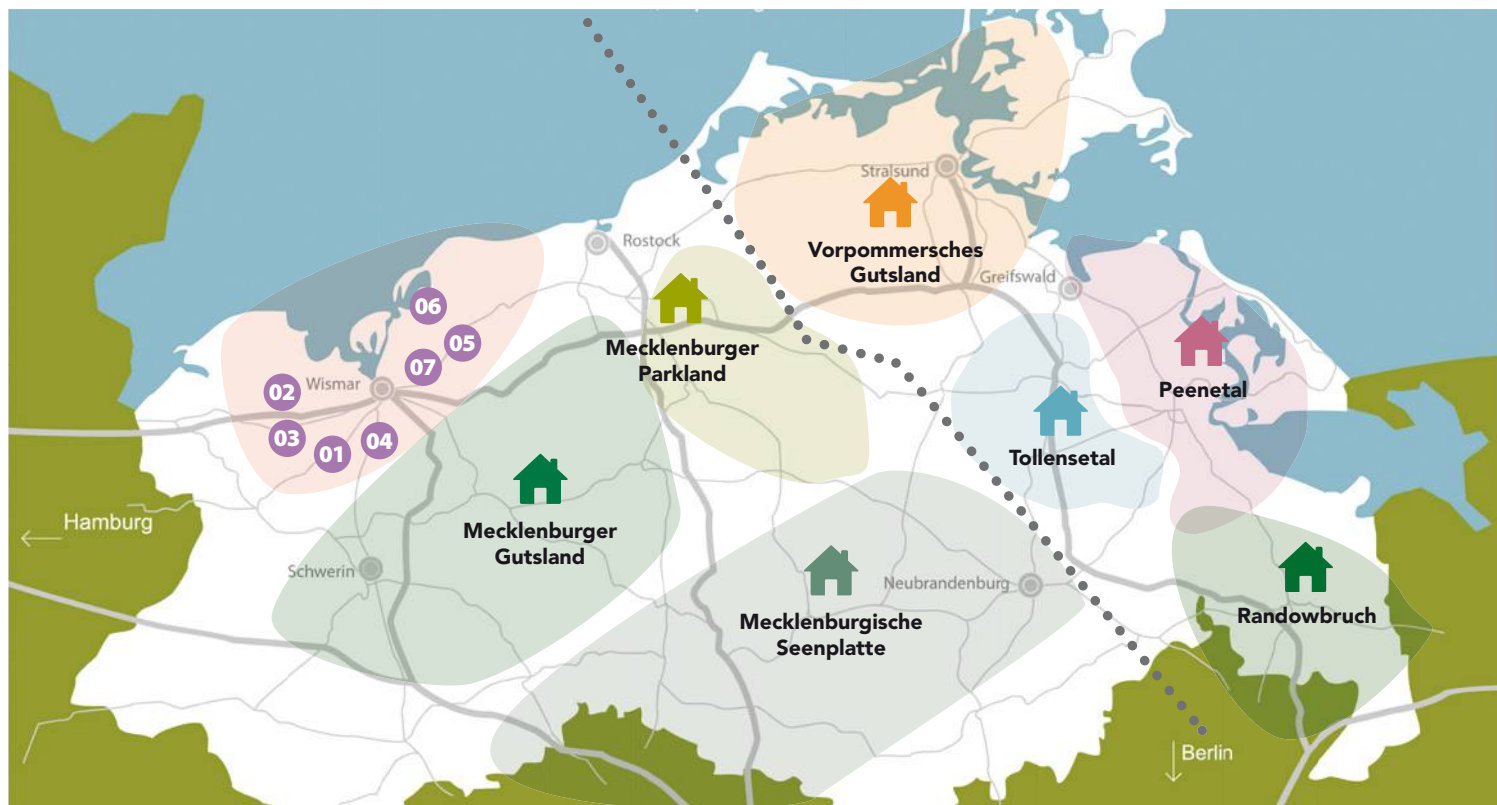 Stralsund
Vorpommersches
Gutsland
Rostock
Greifswald
06
Mecklenburger
Parkland
05
07
02
Wismar
Peenetal
03
01
04
Tollensetal
Hamburg
Mecklenburger
Gutsland
Schwerin
Neubrandenburg
Mecklenburgische
Seenplatte
Randowbruch
Berlin